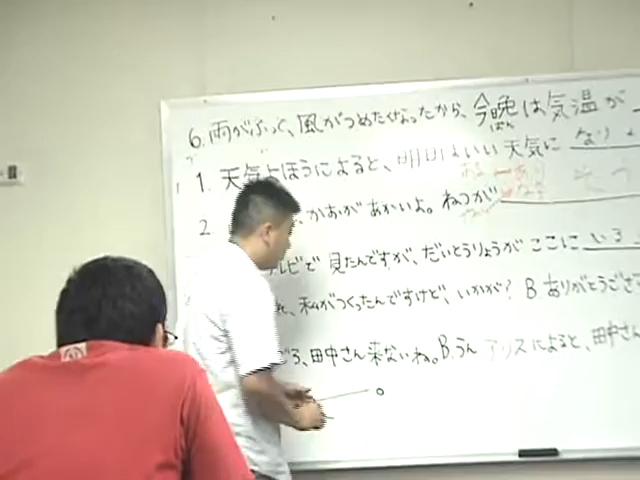 6. 雨がふって、風がつめたくなったから、今晩は気温が
ばん
1. 天気よほうによると、明日はいい天気に なり
2. かおがあかいよ。ねつが
テレビで見たんですが、だいとうりょうがここに いる
私がつくったんですけど、いかが? B ありがとうござ
ごろ、田中さん来ないね。B. うん アリスによると、田中さん